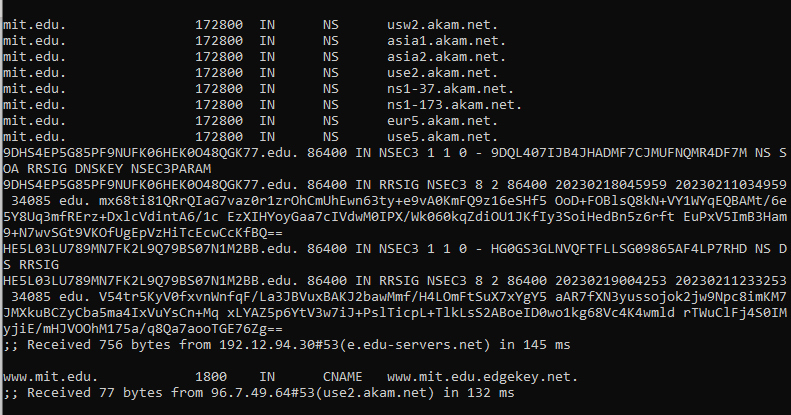 mit.edu. 172800 IN NS usw2.akam.net.
mit.edu. 172800 IN NS asia1.akam.net.
mit.edu. 172800 IN NS asia2.akam.net.
mit.edu. 172800 IN NS use2.akam.net.
mit.edu. 172800 IN NS ns1-37.akam.net.
mit.edu. 172800 IN NS ns1-173.akam.net.
mit.edu. 172800 IN NS eur5.akam.net.
mit.edu. 172800 IN NS use5.akam.net.
9DHS4EP5G85PF9NUFK06HEK0O48QGK77.edu. 86400 IN NSEC3 1 1 0 - 9DQL407IJB4JHADMF7CJMUFNQMR4DF7M NS S
OA RRSIG DNSKEY NSEC3PARAM
9DHS4EP5G85PF9NUFK06HEK0O48QGK77.edu. 86400 IN RRSIG NSEC3 8 2 86400 20230218045959 20230211034959
34085 edu. mx68ti81QRrQIaG7vaz0r1zrOhCmUhEwn63ty+e9vA0KmFQ9z16eSHf5 OoD+FOBlsQ8kN+VY1WYqEQBAMt/6e
5Y8Uq3mfRErz+DxlcVdintA6/1c EzXIHYoyGaa7cIVdwM0IPX/Wk060kqZdiOU1JKfIy3SoiHedBn5z6rft EuPxV5ImB3Ham
9+N7wvSGt9VKOfUgEpVzHiTcEcwCcKfBQ==
HE5L03LU789MN7FK2L9Q79BS07N1M2BB.edu. 86400 IN NSEC3 1 1 0 - HG0GS3GLNVQFTFLLSG09865AF4LP7RHD NS D
S RRSIG
HE5L03LU789MN7FK2L9Q79BS07N1M2BB.edu. 86400 IN RRSIG NSEC3 8 2 86400 20230219004253 20230211233253
34085 edu. V54tr5KyV0fxvnWnfqF/La3JBVuxBAKJ2bawMmf/H4LOmFtSuX7xYgY5 aAR7fXN3yussojok2jw9Npc8imKM7
JMXkuBCZyCba5ma4IxVuYsCn+Mq xLYAZ5p6YtV3w7iJ+PslTicpL+TlkLsS2ABoeID0wo1kg68Vc4K4wmld rTWuClFj4S0IM
yjiE/mHJVOOhM175a/q8Qa7aooTGE76Zg==
;; Received 756 bytes from 192.12.94.30#53(e.edu-servers.net) in 145 ms
www.mit.edu. 1800 IN CNAME www.mit.edu.edgekey.net.
;; Received 77 bytes from 96.7.49.64#53(use2.akam.net) in 132 ms